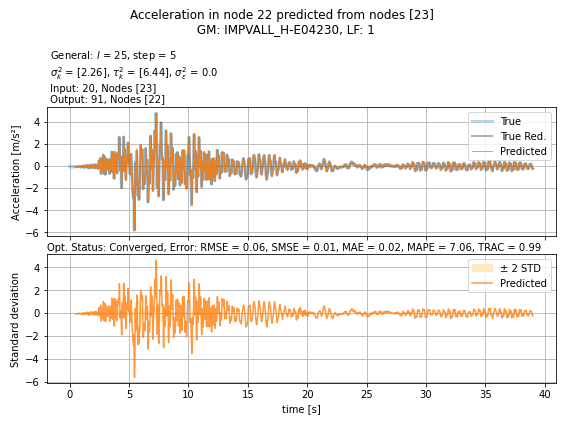 Acceleration in node 22 predicted from nodes [23]
GM: IMPVALL_H-E04230, LF: 1
General: l = 25, step = 5
σ²ₖ = [2.26], τ²ₖ = [6.44], σ²ε = 0.0
Input: 20, Nodes [23]
Output: 91, Nodes [22]
True
True Red.
Predicted
Acceleration [m/s²]
4
2
0
−2
−4
−6
Opt. Status: Converged, Error: RMSE = 0.06, SMSE = 0.01, MAE = 0.02, MAPE = 7.06, TRAC = 0.99
± 2 STD
Predicted
Standard deviation
4
2
0
−2
−4
−6
0 5 10 15 20 25 30 35 40
time [s]